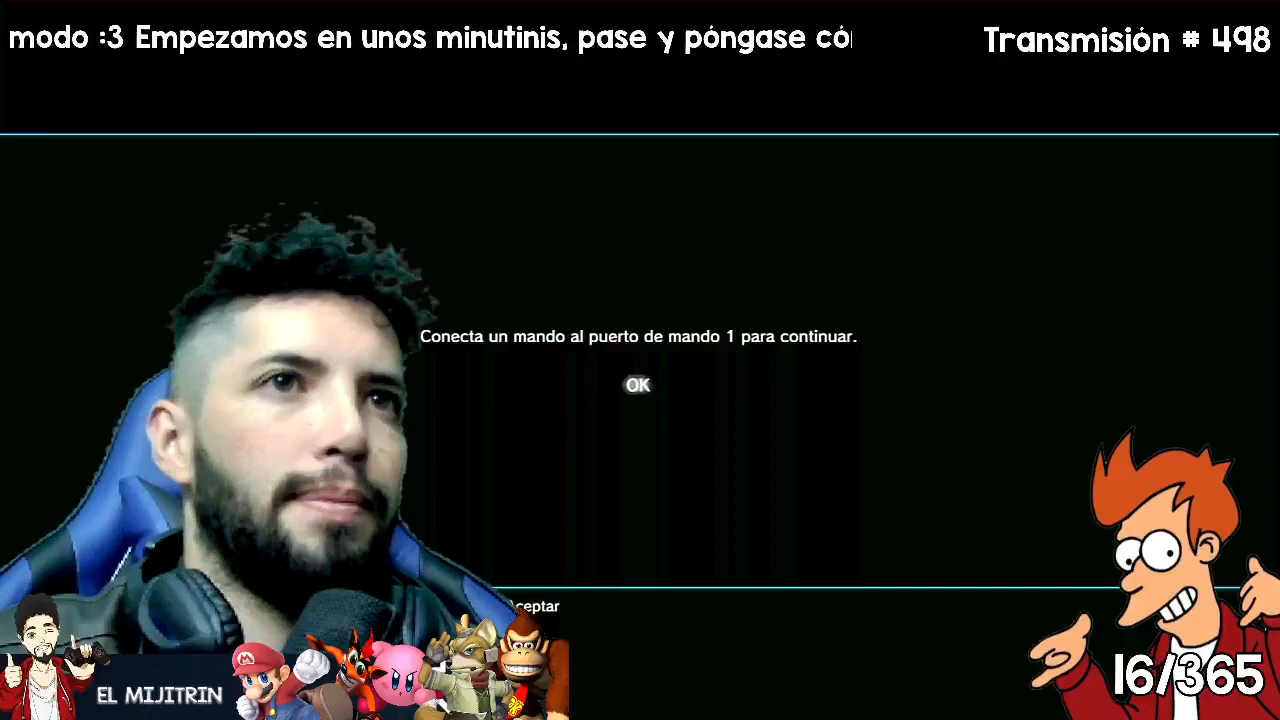 modo :3 Empezamos en unos minutinis, pase y póngase có
Transmisión # 498
Conecta un mando al puerto de mando 1 para continuar.
OK
Aceptar
EL MIJITRIN
16/365